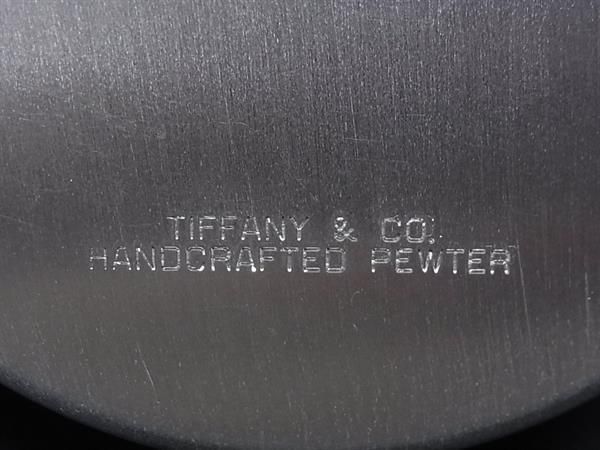 TIFFANY & CO.
HANDCRAFTED PEWTER